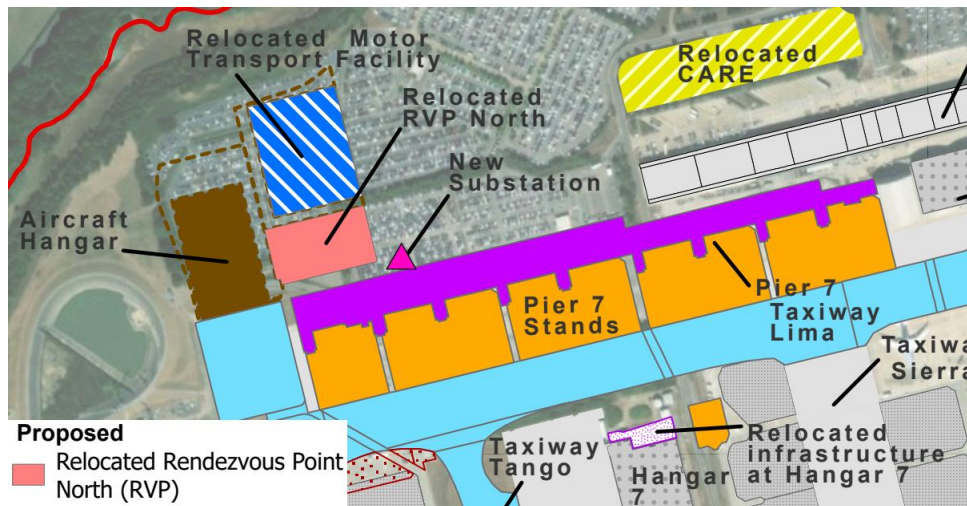 Relocated Motor
Transport Facility
Relocated
CARE
Relocated
RVP North
New
Substation
Aircraft
Hangar
Pier 7
Stands
Pier 7
Taxiway
Lima
Taxiwa
Sierra
Proposed
Relocated Rendezvous Point
North (RVP)
Taxiway
Tango
Hangar
7
Relocated
infrastructure
at Hangar 7